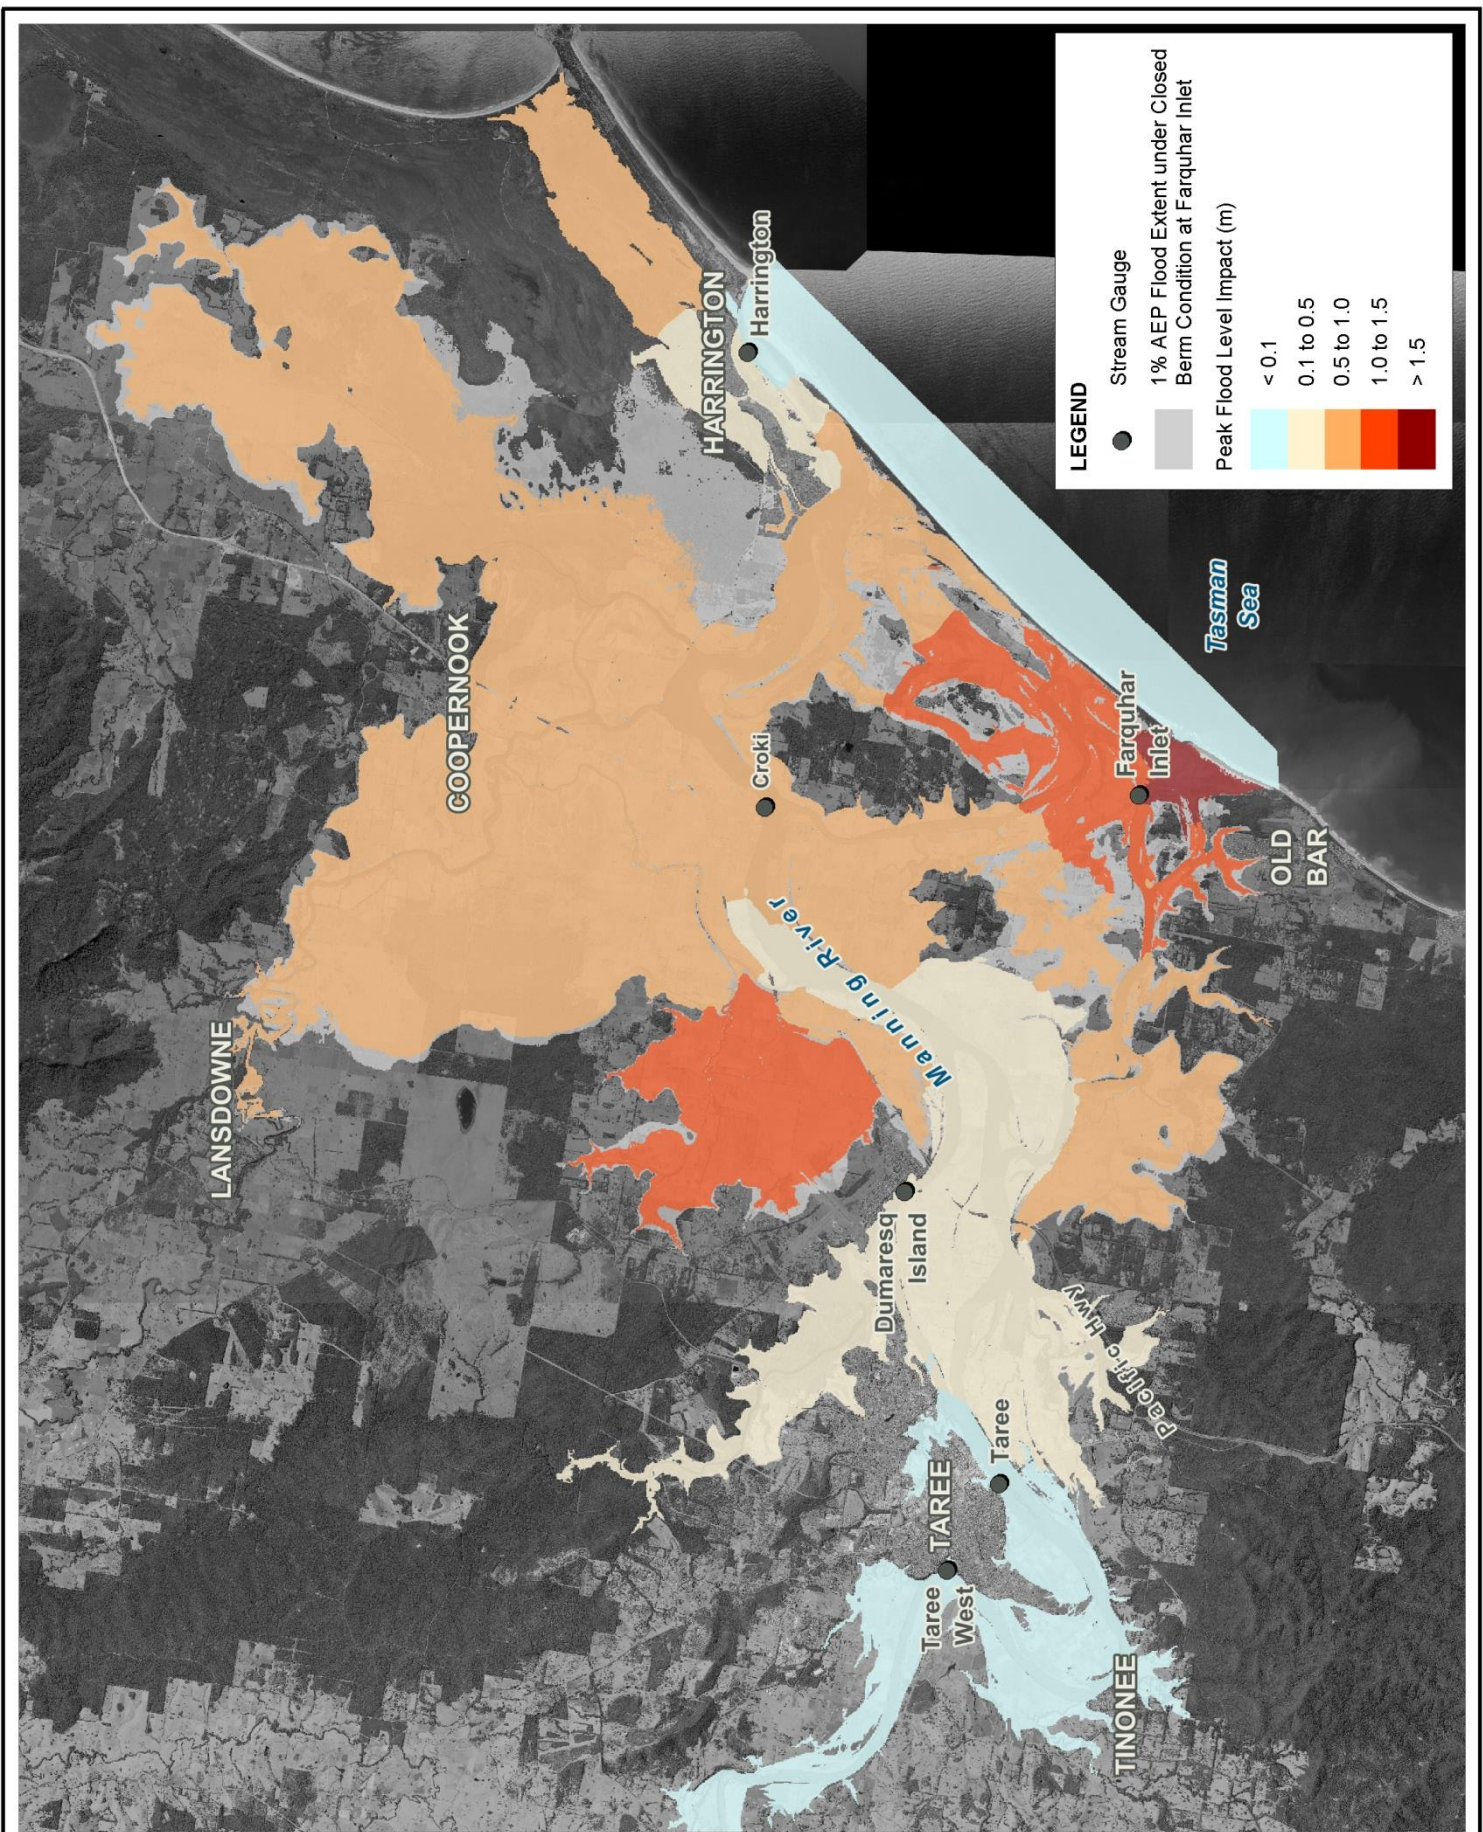 LANSDOWNE
COOPERNOOK
HARRINGTON
Harrington
Croki
Manning River
Dumaresq
Island
Taree
West
TAREE
Taree
TINONEE
Pacific Hwy
Farquhar
Inlet
OLD
BAR
Tasman
Sea
LEGEND
Stream Gauge
1% AEP Flood Extent under Closed
Berm Condition at Farquhar Inlet
Peak Flood Level Impact (m)
< 0.1
0.1 to 0.5
0.5 to 1.0
1.0 to 1.5
> 1.5